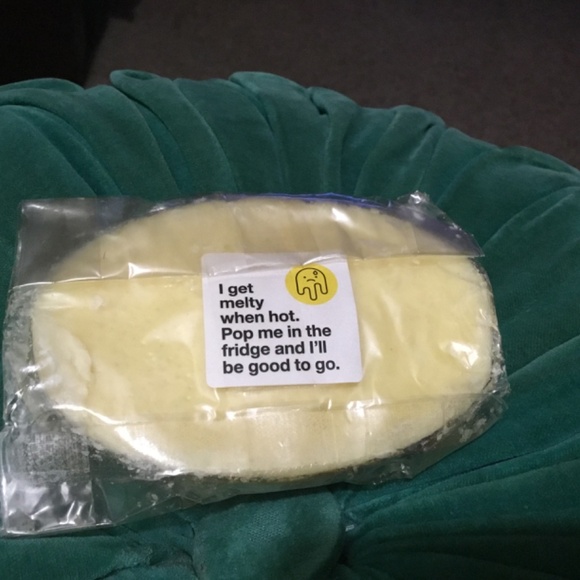 I get
melty
when hot.
Pop me in the
fridge and I'll
be good to go.